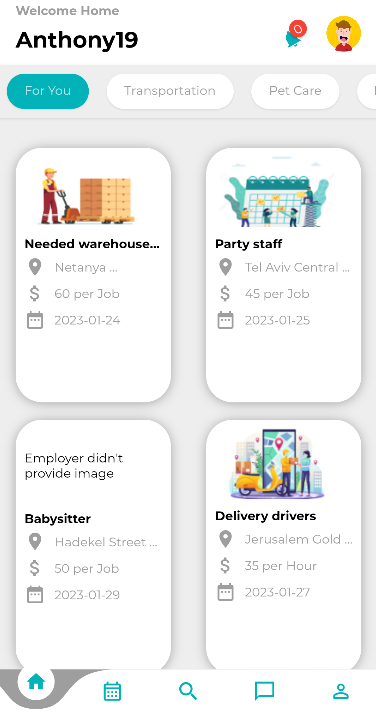 Welcome Home
Anthony19
0
For You
Transportation
Pet Care
Needed warehouse...
Netanya ...
60 per Job
2023-01-24
Party staff
Tel Aviv Central ...
45 per Job
2023-01-25
Employer didn't
provide image
Babysitter
Hadekel Street ...
50 per Job
2023-01-29
Delivery drivers
Jerusalem Gold ...
35 per Hour
2023-01-27